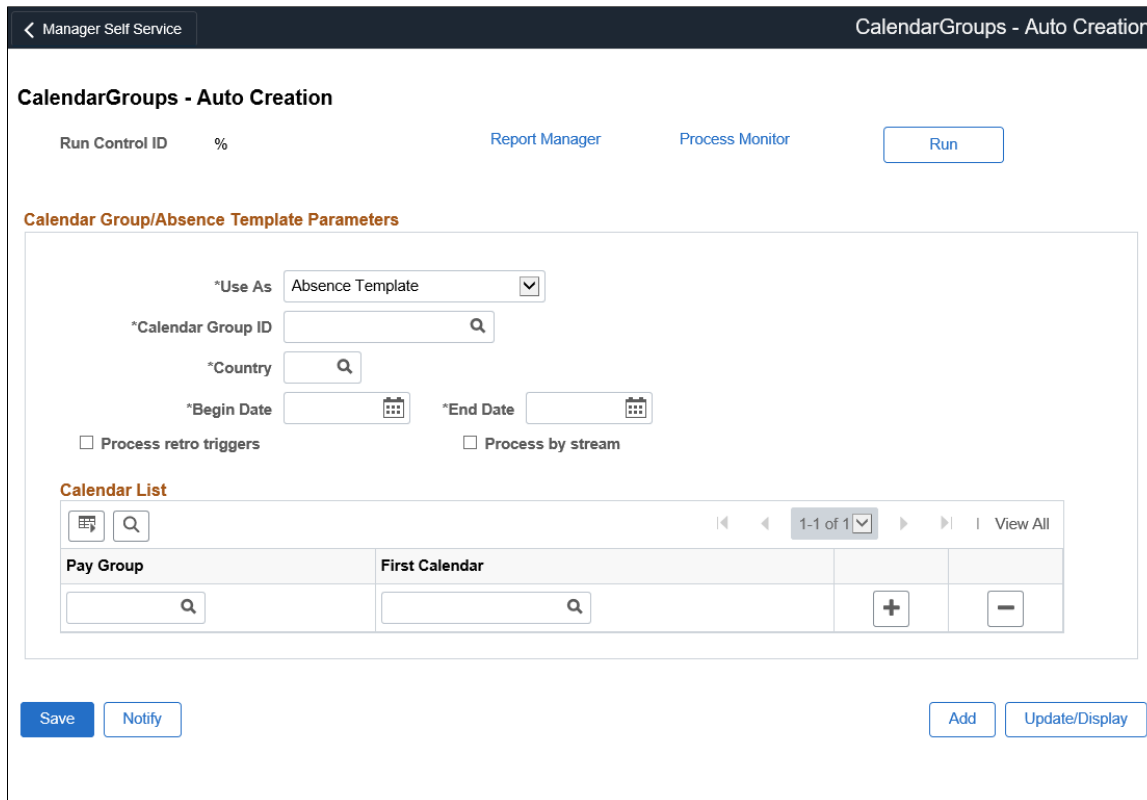 Manager Self Service
CalendarGroups - Auto Creation
CalendarGroups - Auto Creation
Run Control ID % Report Manager Process Monitor Run
Calendar Group/Absence Template Parameters
*Use As Absence Template
*Calendar Group ID
*Country
*Begin Date *End Date
Process retro triggers Process by stream
Calendar List
1-1 of 1 | View All
Pay Group First Calendar
Save Notify Add Update/Display